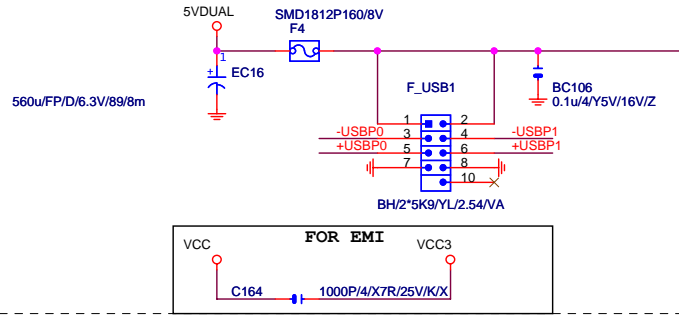 5VDUAL
SMD1812P160/8V
F4
1
+
EC16
560u/FP/D/6.3V/89/8m
F_USB1
BC106
0.1u/4/Y5V/16V/Z
1 2
-USBP0 3 4 -USBP1
+USBP0 5 6 +USBP1
7 8
10
BH/2*5K9/YL/2.54/VA
FOR EMI
VCC VCC3
C164 1000P/4/X7R/25V/K/X